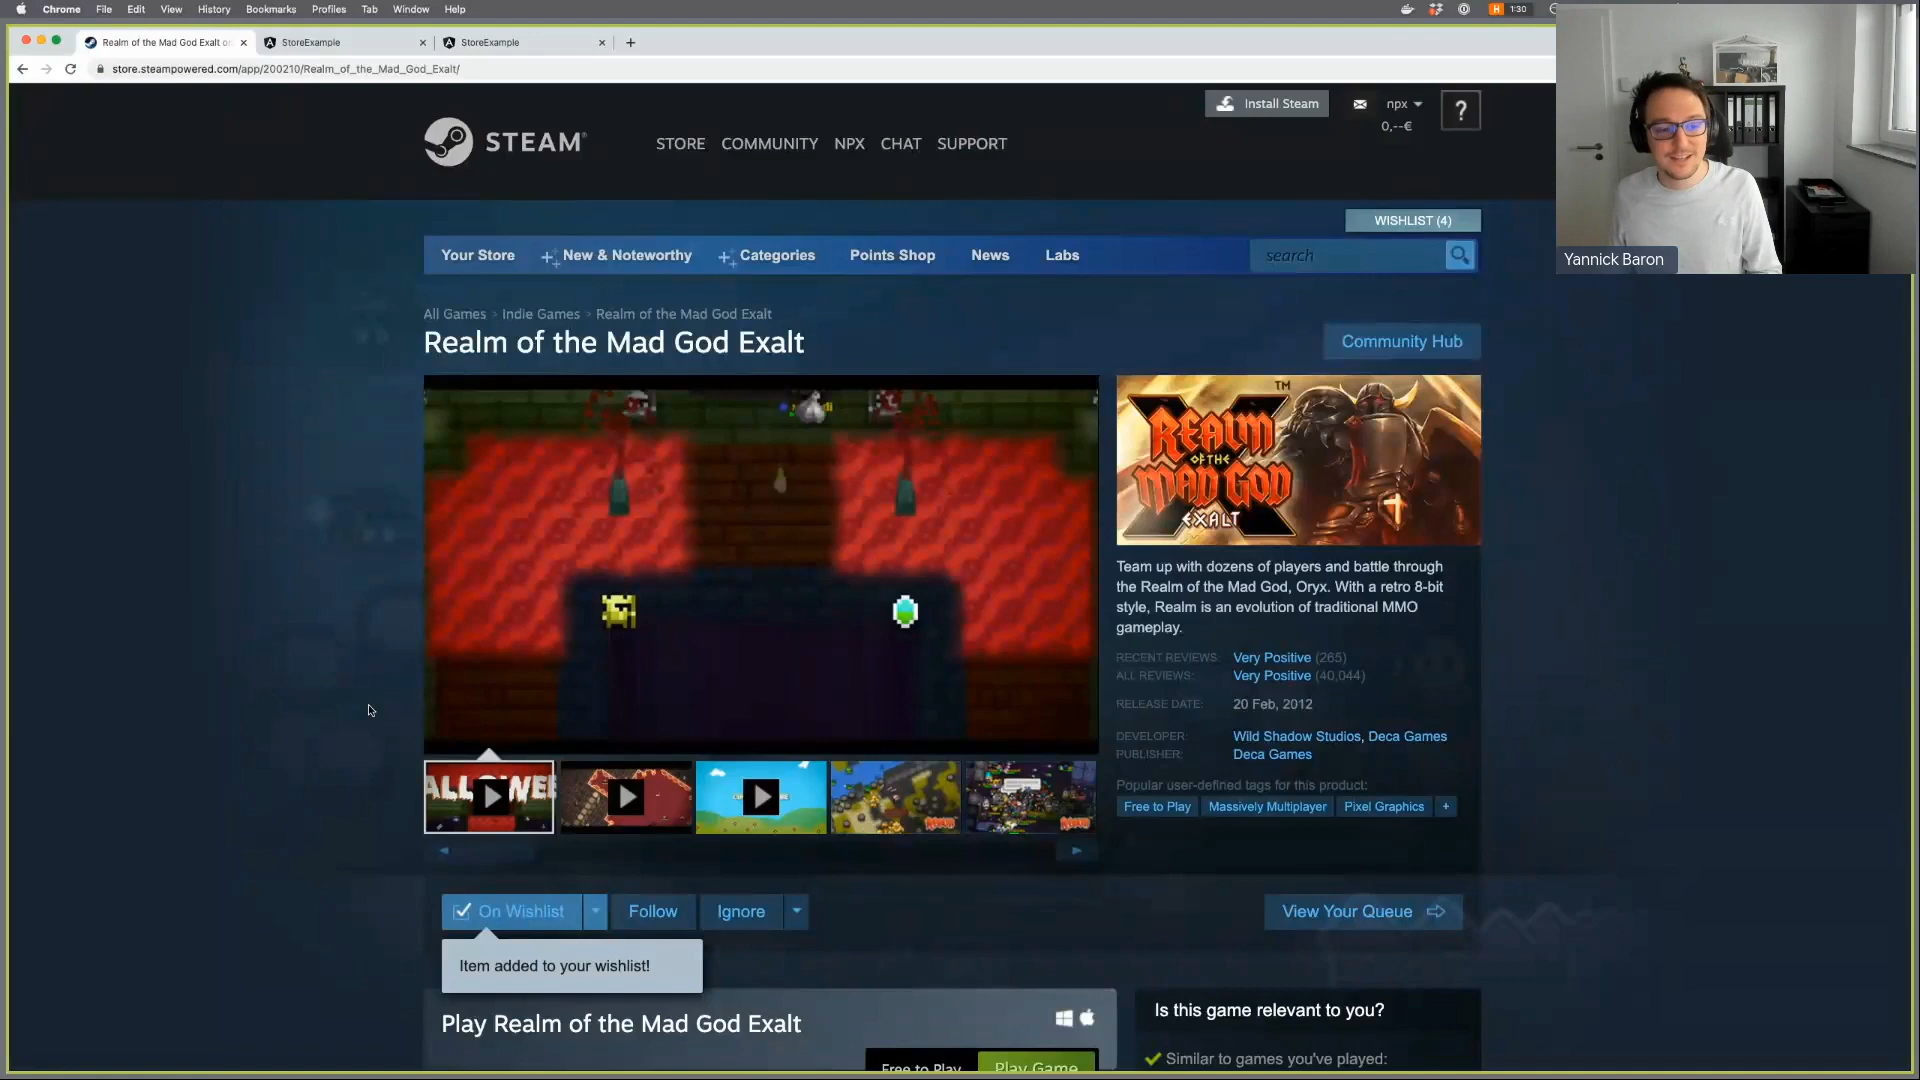 Chrome File Edit View History Bookmarks Profiles Tab Window Help
H 1:30
Realm of the Mad God Exalt on
StoreExample
StoreExample
store.steampowered.com/app/200210/Realm_of_the_Mad_God_Exalt/
Install Steam
npx
0,--€
?
STEAM
STORE COMMUNITY NPX CHAT SUPPORT
Yannick Baron
WISHLIST (4)
Your Store New & Noteworthy Categories Points Shop News Labs
search
All Games > Indie Games > Realm of the Mad God Exalt
Realm of the Mad God Exalt
Community Hub
REALM
OF THE
MAD GOD
EXALT
TM
Team up with dozens of players and battle through
the Realm of the Mad God, Oryx. With a retro 8-bit
style, Realm is an evolution of traditional MMO
gameplay.
RECENT REVIEWS: Very Positive (265)
ALL REVIEWS: Very Positive (40,044)
RELEASE DATE: 20 Feb, 2012
DEVELOPER: Wild Shadow Studios, Deca Games
PUBLISHER: Deca Games
Popular user-defined tags for this product:
Free to Play Massively Multiplayer Pixel Graphics +
ALLOWEE
On Wishlist Follow Ignore
View Your Queue
Item added to your wishlist!
Play Realm of the Mad God Exalt
Free to Play Play Game
Is this game relevant to you?
Similar to games you've played: